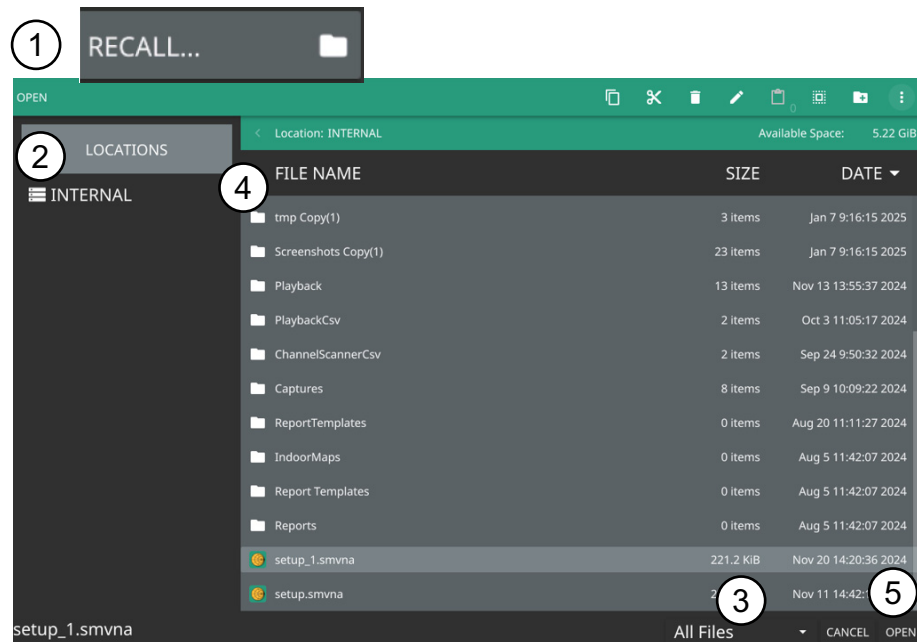 1
RECALL...
OPEN
0
2
LOCATIONS
Location: INTERNAL
Available Space: 5.22 GiB
INTERNAL
4
FILE NAME SIZE DATE
tmp Copy(1) 3 items Jan 7 9:16:15 2025
Screenshots Copy(1) 23 items Jan 7 9:16:15 2025
Playback 13 items Nov 13 13:55:37 2024
PlaybackCsv 2 items Oct 3 11:05:17 2024
ChannelScannerCsv 2 items Sep 24 9:50:32 2024
Captures 8 items Sep 9 10:09:22 2024
ReportTemplates 0 items Aug 20 11:11:27 2024
IndoorMaps 0 items Aug 5 11:42:07 2024
Report Templates 0 items Aug 5 11:42:07 2024
Reports 0 items Aug 5 11:42:07 2024
setup_1.smvna 221.2 KiB Nov 20 14:20:36 2024
setup.smvna Nov 11 14:42:
3
5
setup_1.smvna All Files CANCEL OPEN